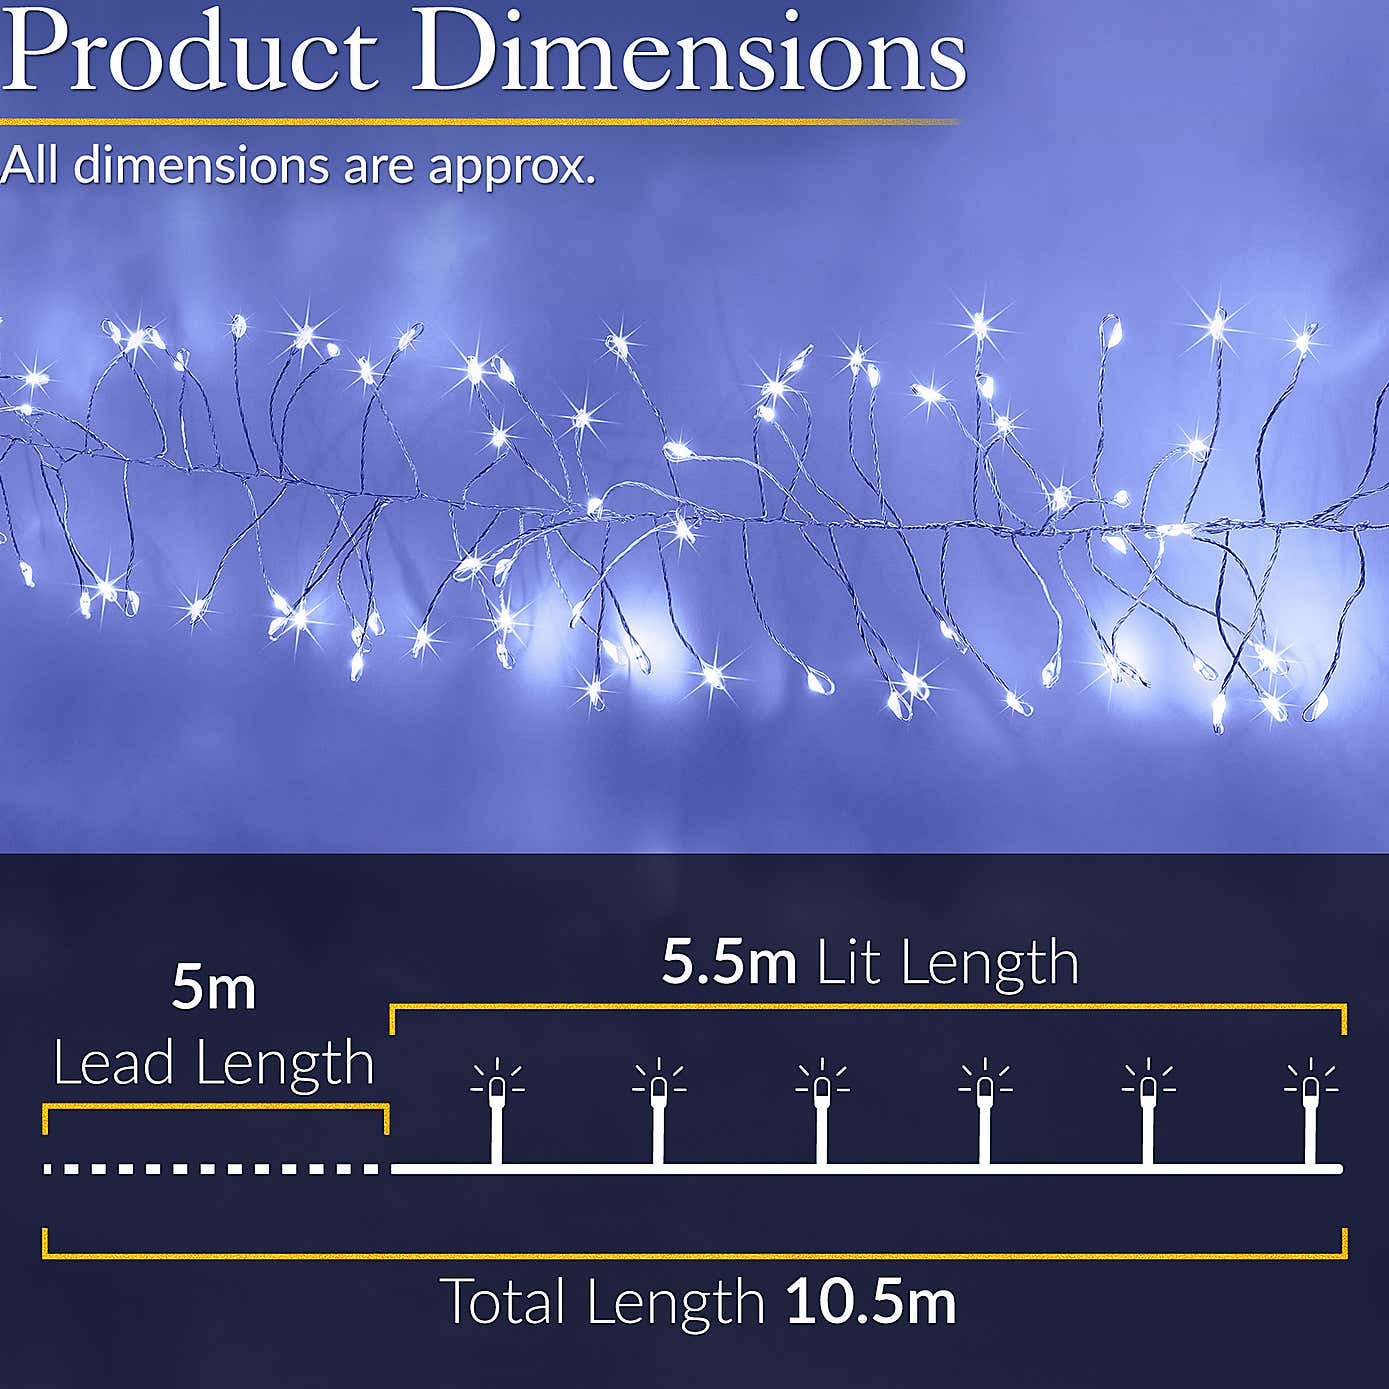 Product Dimensions
All dimensions are approx.
5.5m Lit Length
5m
Lead Length
Total Length 10.5m